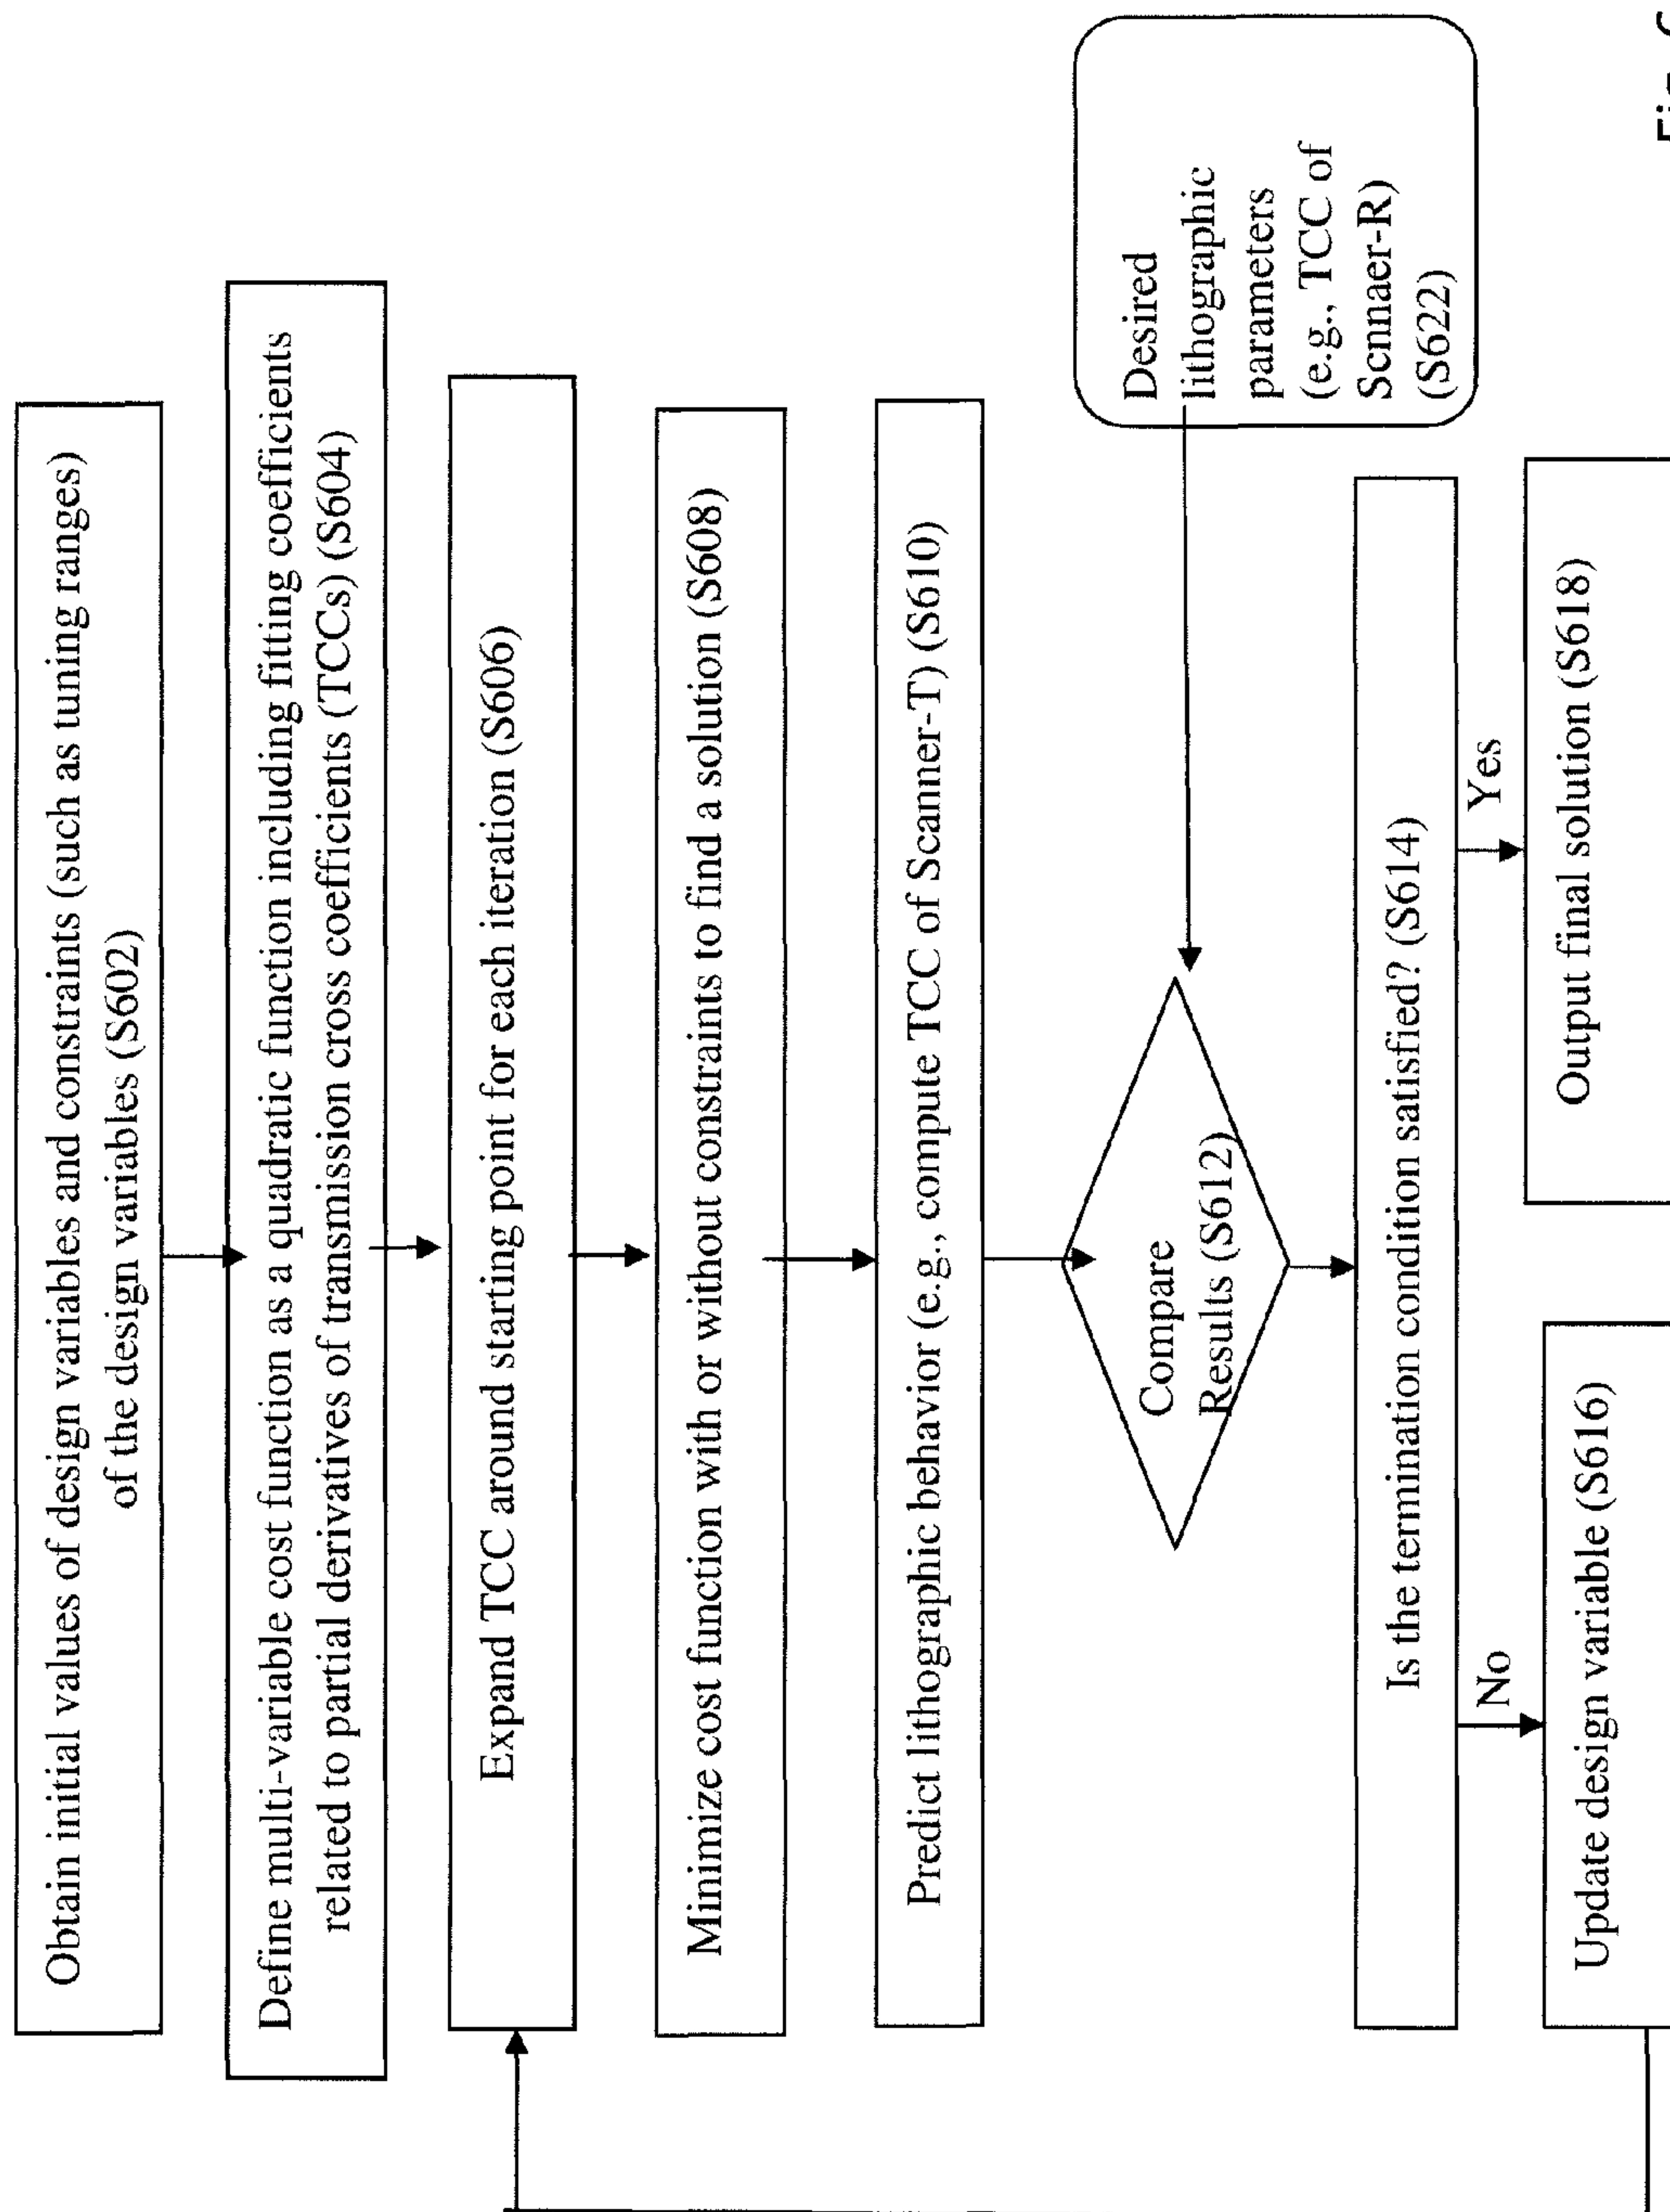 Obtain initial values of design variables and constraints (such as tuning ranges)
of the design variables (S602)
Define multi-variable cost function as a quadratic function including fitting coefficients
related to partial derivatives of transmission cross coefficients (TCCs) (S604)
Expand TCC around starting point for each iteration (S606)
Minimize cost function with or without constraints to find a solution (S608)
Predict lithographic behavior (e.g., compute TCC of Scanner-T) (S610)
Compare
Results (S612)
Desired
lithographic
parameters
(e.g., TCC of
Scnnaer-R)
(S622)
Is the termination condition satisfied? (S614)
No
Yes
Update design variable (S616)
Output final solution (S618)